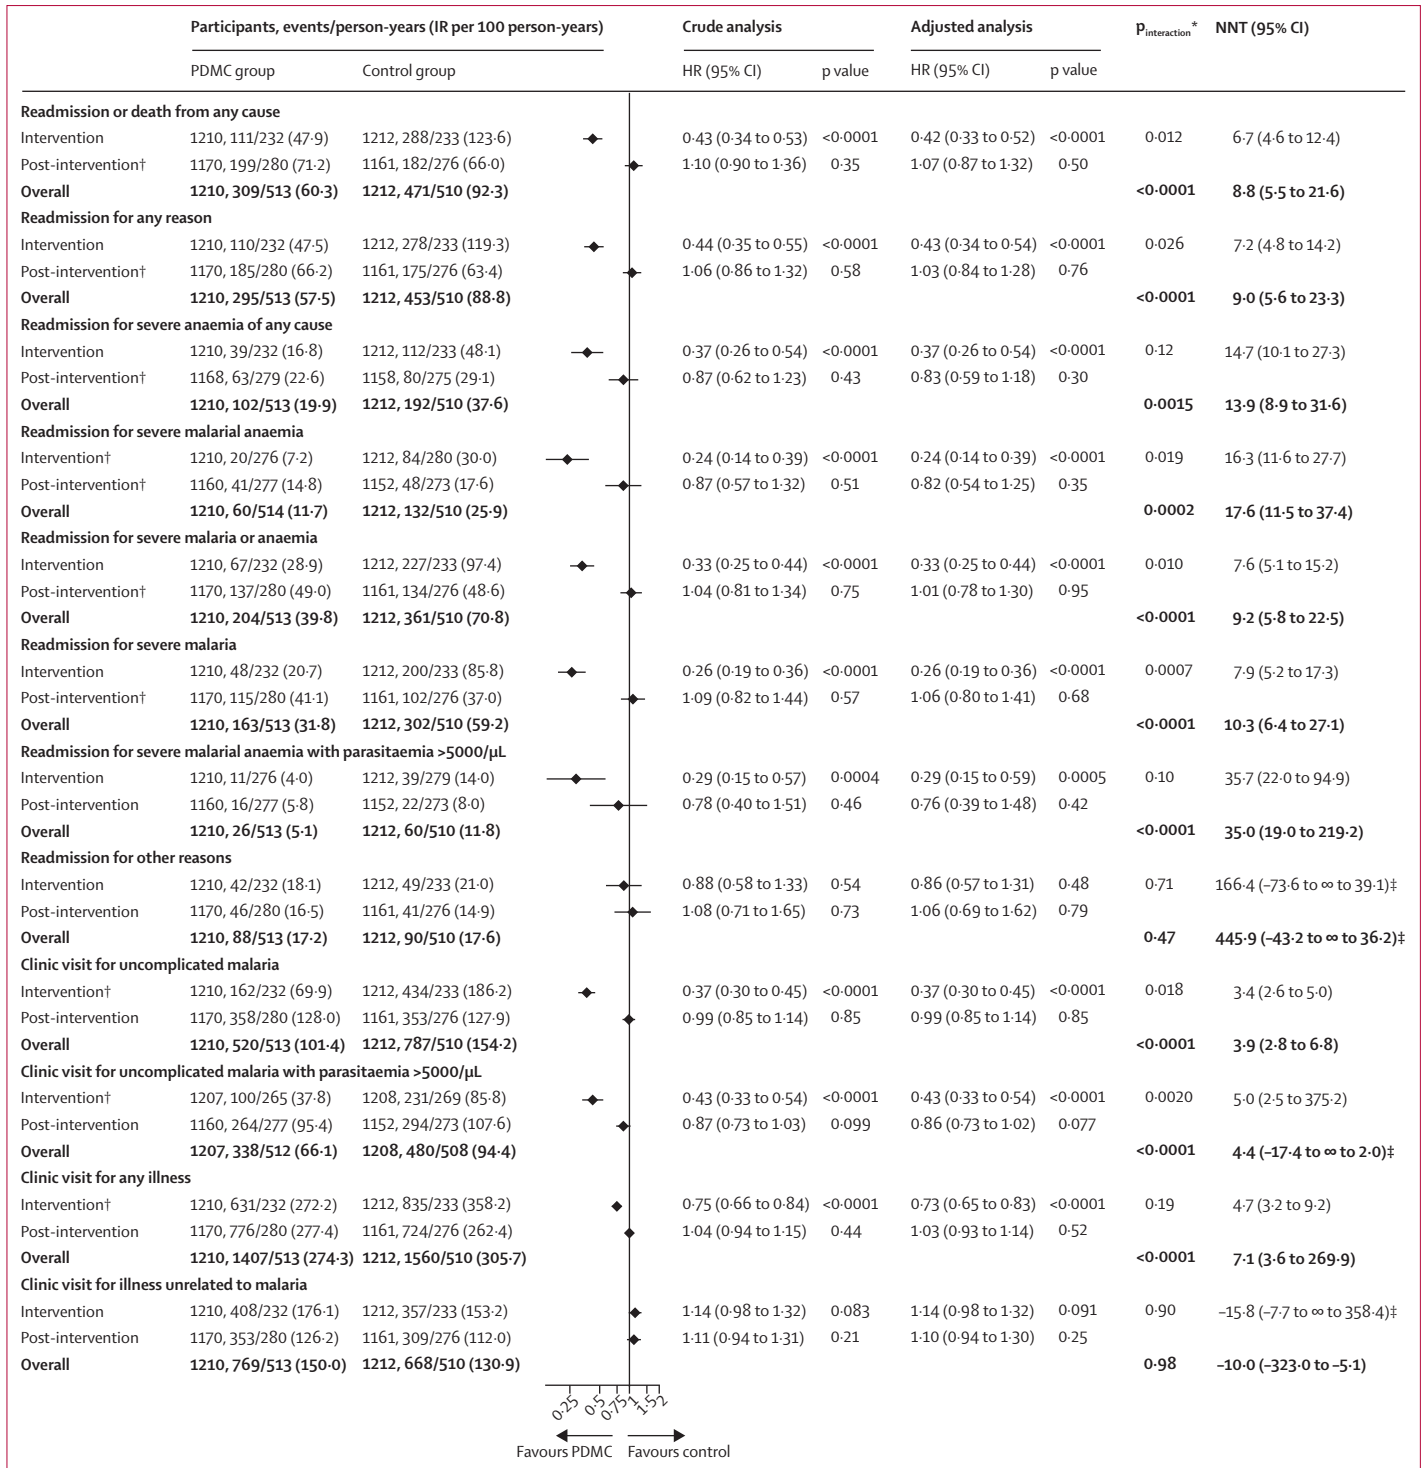 Participants, events/person-years (IR per 100 person-years) Crude analysis Adjusted analysis pinteraction* NNT (95% CI)
PDMC group Control group HR (95% CI) p value HR (95% CI) p value
Readmission or death from any cause
Intervention 1210, 111/232 (47·9) 1212, 288/233 (123·6) 0·43 (0·34 to 0·53) <0·0001 0·42 (0·33 to 0·52) <0·0001 0·012 6·7 (4·6 to 12·4)
Post-intervention† 1170, 199/280 (71·2) 1161, 182/276 (66·0) 1·10 (0·90 to 1·36) 0·35 1·07 (0·87 to 1·32) 0·50
Overall 1210, 309/513 (60·3) 1212, 471/510 (92·3) <0·0001 8·8 (5·5 to 21·6)
Readmission for any reason
Intervention 1210, 110/232 (47·5) 1212, 278/233 (119·3) 0·44 (0·35 to 0·55) <0·0001 0·43 (0·34 to 0·54) <0·0001 0·026 7·2 (4·8 to 14·2)
Post-intervention† 1170, 185/280 (66·2) 1161, 175/276 (63·4) 1·06 (0·86 to 1·32) 0·58 1·03 (0·84 to 1·28) 0·76
Overall 1210, 295/513 (57·5) 1212, 453/510 (88·8) <0·0001 9·0 (5·6 to 23·3)
Readmission for severe anaemia of any cause
Intervention 1210, 39/232 (16·8) 1212, 112/233 (48·1) 0·37 (0·26 to 0·54) <0·0001 0·37 (0·26 to 0·54) <0·0001 0·12 14·7 (10·1 to 27·3)
Post-intervention† 1168, 63/279 (22·6) 1158, 80/275 (29·1) 0·87 (0·62 to 1·23) 0·43 0·83 (0·59 to 1·18) 0·30
Overall 1210, 102/513 (19·9) 1212, 192/510 (37·6) 0·0015 13·9 (8·9 to 31·6)
Readmission for severe malarial anaemia
Intervention† 1210, 20/276 (7·2) 1212, 84/280 (30·0) 0·24 (0·14 to 0·39) <0·0001 0·24 (0·14 to 0·39) <0·0001 0·019 16·3 (11·6 to 27·7)
Post-intervention† 1160, 41/277 (14·8) 1152, 48/273 (17·6) 0·87 (0·57 to 1·32) 0·51 0·82 (0·54 to 1·25) 0·35
Overall 1210, 60/514 (11·7) 1212, 132/510 (25·9) 0·0002 17·6 (11·5 to 37·4)
Readmission for severe malaria or anaemia
Intervention 1210, 67/232 (28·9) 1212, 227/233 (97·4) 0·33 (0·25 to 0·44) <0·0001 0·33 (0·25 to 0·44) <0·0001 0·010 7·6 (5·1 to 15·2)
Post-intervention† 1170, 137/280 (49·0) 1161, 134/276 (48·6) 1·04 (0·81 to 1·34) 0·75 1·01 (0·78 to 1·30) 0·95
Overall 1210, 204/513 (39·8) 1212, 361/510 (70·8) <0·0001 9·2 (5·8 to 22·5)
Readmission for severe malaria
Intervention 1210, 48/232 (20·7) 1212, 200/233 (85·8) 0·26 (0·19 to 0·36) <0·0001 0·26 (0·19 to 0·36) <0·0001 0·0007 7·9 (5·2 to 17·3)
Post-intervention† 1170, 115/280 (41·1) 1161, 102/276 (37·0) 1·09 (0·82 to 1·44) 0·57 1·06 (0·80 to 1·41) 0·68
Overall 1210, 163/513 (31·8) 1212, 302/510 (59·2) <0·0001 10·3 (6·4 to 27·1)
Readmission for severe malarial anaemia with parasitaemia >5000/µL
Intervention 1210, 11/276 (4·0) 1212, 39/279 (14·0) 0·29 (0·15 to 0·57) 0·0004 0·29 (0·15 to 0·59) 0·0005 0·10 35·7 (22·0 to 94·9)
Post-intervention 1160, 16/277 (5·8) 1152, 22/273 (8·0) 0·78 (0·40 to 1·51) 0·46 0·76 (0·39 to 1·48) 0·42
Overall 1210, 26/513 (5·1) 1212, 60/510 (11·8) <0·0001 35·0 (19·0 to 219·2)
Readmission for other reasons
Intervention 1210, 42/232 (18·1) 1212, 49/233 (21·0) 0·88 (0·58 to 1·33) 0·54 0·86 (0·57 to 1·31) 0·48 0·71 166·4 (–73·6 to ∞ to 39·1)‡
Post-intervention 1170, 46/280 (16·5) 1161, 41/276 (14·9) 1·08 (0·71 to 1·65) 0·73 1·06 (0·69 to 1·62) 0·79
Overall 1210, 88/513 (17·2) 1212, 90/510 (17·6) 0·47 445·9 (–43·2 to ∞ to 36·2)‡
Clinic visit for uncomplicated malaria
Intervention† 1210, 162/232 (69·9) 1212, 434/233 (186·2) 0·37 (0·30 to 0·45) <0·0001 0·37 (0·30 to 0·45) <0·0001 0·018 3·4 (2·6 to 5·0)
Post-intervention 1170, 358/280 (128·0) 1161, 353/276 (127·9) 0·99 (0·85 to 1·14) 0·85 0·99 (0·85 to 1·14) 0·85
Overall 1210, 520/513 (101·4) 1212, 787/510 (154·2) <0·0001 3·9 (2·8 to 6·8)
Clinic visit for uncomplicated malaria with parasitaemia >5000/µL
Intervention† 1207, 100/265 (37·8) 1208, 231/269 (85·8) 0·43 (0·33 to 0·54) <0·0001 0·43 (0·33 to 0·54) <0·0001 0·0020 5·0 (2·5 to 375·2)
Post-intervention 1160, 264/277 (95·4) 1152, 294/273 (107·6) 0·87 (0·73 to 1·03) 0·099 0·86 (0·73 to 1·02) 0·077
Overall 1207, 338/512 (66·1) 1208, 480/508 (94·4) <0·0001 4·4 (–17·4 to ∞ to 2·0)‡
Clinic visit for any illness
Intervention† 1210, 631/232 (272·2) 1212, 835/233 (358·2) 0·75 (0·66 to 0·84) <0·0001 0·73 (0·65 to 0·83) <0·0001 0·19 4·7 (3·2 to 9·2)
Post-intervention 1170, 776/280 (277·4) 1161, 724/276 (262·4) 1·04 (0·94 to 1·15) 0·44 1·03 (0·93 to 1·14) 0·52
Overall 1210, 1407/513 (274·3) 1212, 1560/510 (305·7) <0·0001 7·1 (3·6 to 269·9)
Clinic visit for illness unrelated to malaria
Intervention 1210, 408/232 (176·1) 1212, 357/233 (153·2) 1·14 (0·98 to 1·32) 0·083 1·14 (0·98 to 1·32) 0·091 0·90 –15·8 (–7·7 to ∞ to 358·4)‡
Post-intervention 1170, 353/280 (126·2) 1161, 309/276 (112·0) 1·11 (0·94 to 1·31) 0·21 1·10 (0·94 to 1·30) 0·25
Overall 1210, 769/513 (150·0) 1212, 668/510 (130·9) 0·98 –10·0 (–323·0 to –5·1)
0·25 0·5 0·75 1 1·5 2
Favours PDMC Favours control